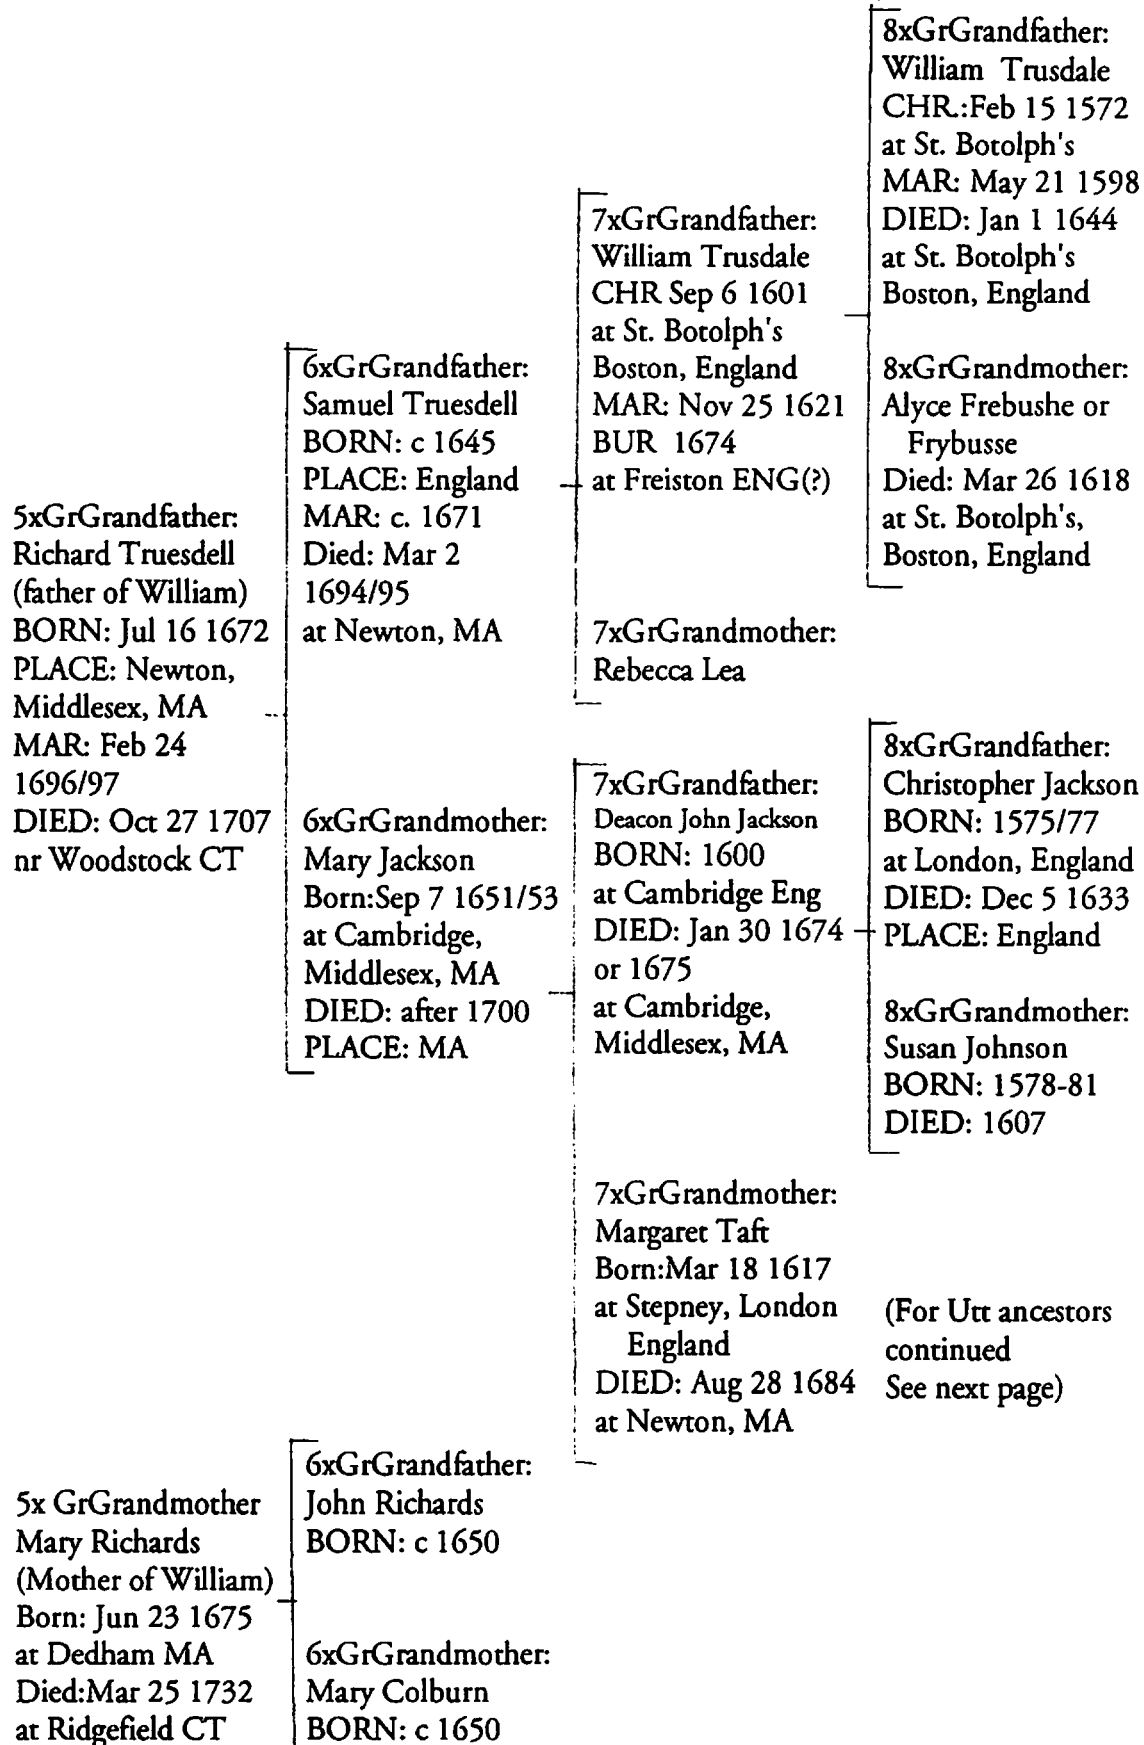 5xGrGrandfather:
Richard Truesdell
(father of William)
BORN: Jul 16 1672
PLACE: Newton,
Middlesex, MA
MAR: Feb 24
1696/97
DIED: Oct 27 1707
nr Woodstock CT
6xGrGrandfather:
Samuel Truesdell
BORN: c 1645
PLACE: England
MAR: c. 1671
Died: Mar 2
1694/95
at Newton, MA
6xGrGrandmother:
Mary Jackson
Born:Sep 7 1651/53
at Cambridge,
Middlesex, MA
DIED: after 1700
PLACE: MA
7xGrGrandfather:
William Trusdale
CHR Sep 6 1601
at St. Botolph's
Boston, England
MAR: Nov 25 1621
BUR 1674
at Freiston ENG(?)
7xGrGrandmother:
Rebecca Lea
7xGrGrandfather:
Deacon John Jackson
BORN: 1600
at Cambridge Eng
DIED: Jan 30 1674
or 1675
at Cambridge,
Middlesex, MA
7xGrGrandmother:
Margaret Taft
Born:Mar 18 1617
at Stepney, London
England
DIED: Aug 28 1684
at Newton, MA
8xGrGrandfather:
William Trusdale
CHR.:Feb 15 1572
at St. Botolph's
MAR: May 21 1598
DIED: Jan 1 1644
at St. Botolph's
Boston, England
8xGrGrandmother:
Alyce Frebushe or
Frybusse
Died: Mar 26 1618
at St. Botolph's,
Boston, England
8xGrGrandfather:
Christopher Jackson
BORN: 1575/77
at London, England
DIED: Dec 5 1633
PLACE: England
8xGrGrandmother:
Susan Johnson
BORN: 1578-81
DIED: 1607
(For Utt ancestors
continued
See next page)
5x GrGrandmother
Mary Richards
(Mother of William)
Born: Jun 23 1675
at Dedham MA
Died:Mar 25 1732
at Ridgefield CT
6xGrGrandfather:
John Richards
BORN: c 1650
6xGrGrandmother:
Mary Colburn
BORN: c 1650